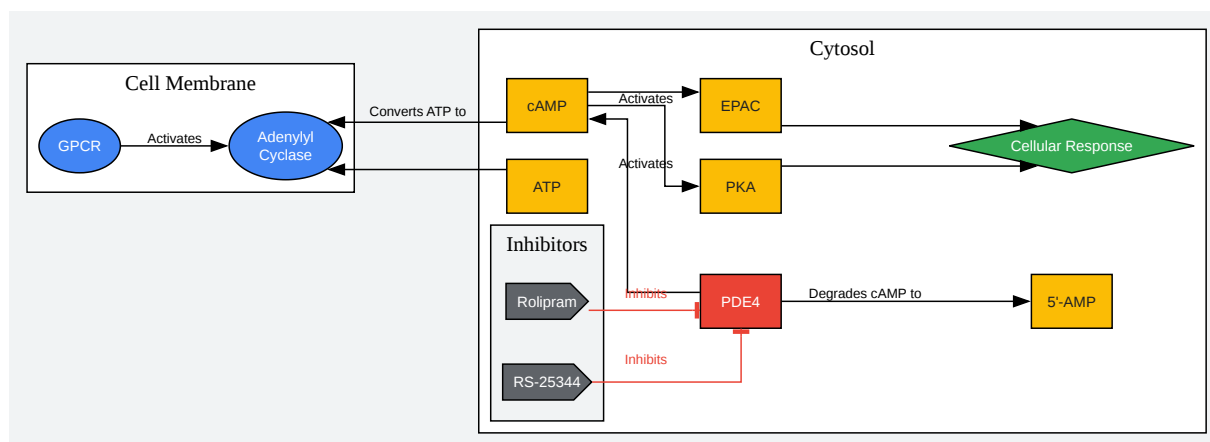 Cytosol
Cell Membrane
GPCR
Activates
Adenylyl
Cyclase
Converts ATP to
cAMP
Activates
EPAC
Cellular Response
Activates
ATP
PKA
Inhibitors
Rolipram
Inhibits
PDE4
Degrades cAMP to
5'-AMP
RS-25344
Inhibits